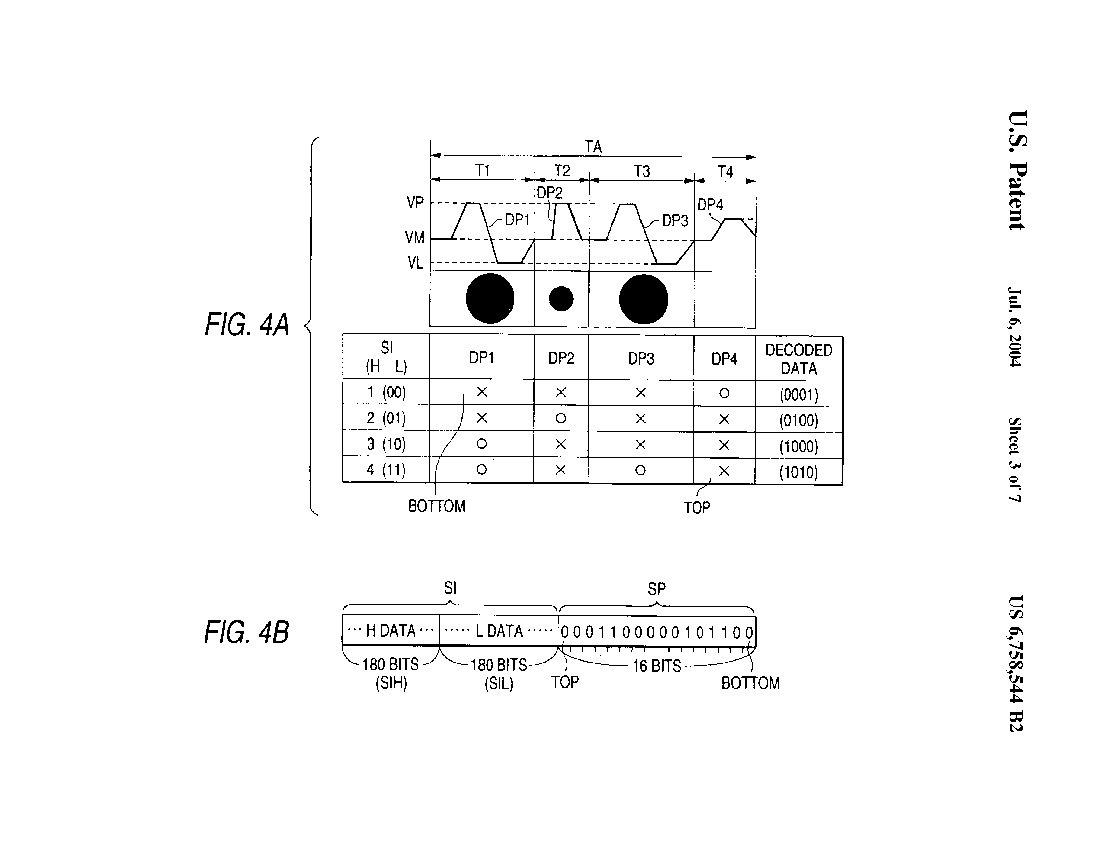 U.S. Patent Jul. 6, 2004 Sheet 3 of 7 US 6,758,544 B2
FIG. 4A
TA
T1 T2 T3 T4
VP
VM
VL
DP1 DP2 DP3 DP4
SI (H L) DP1 DP2 DP3 DP4 DECODED DATA
1 (00) × × × ○ (0001)
2 (01) × ○ × × (0100)
3 (10) ○ × × × (1000)
4 (11) ○ × ○ × (1010)
BOTTOM TOP
FIG. 4B
SI SP
··· H DATA ··· ····· L DATA ····· 0 0 0 1 1 0 0 0 0 0 1 0 1 1 0 0
180 BITS (SIH) 180 BITS (SIL) TOP 16 BITS BOTTOM